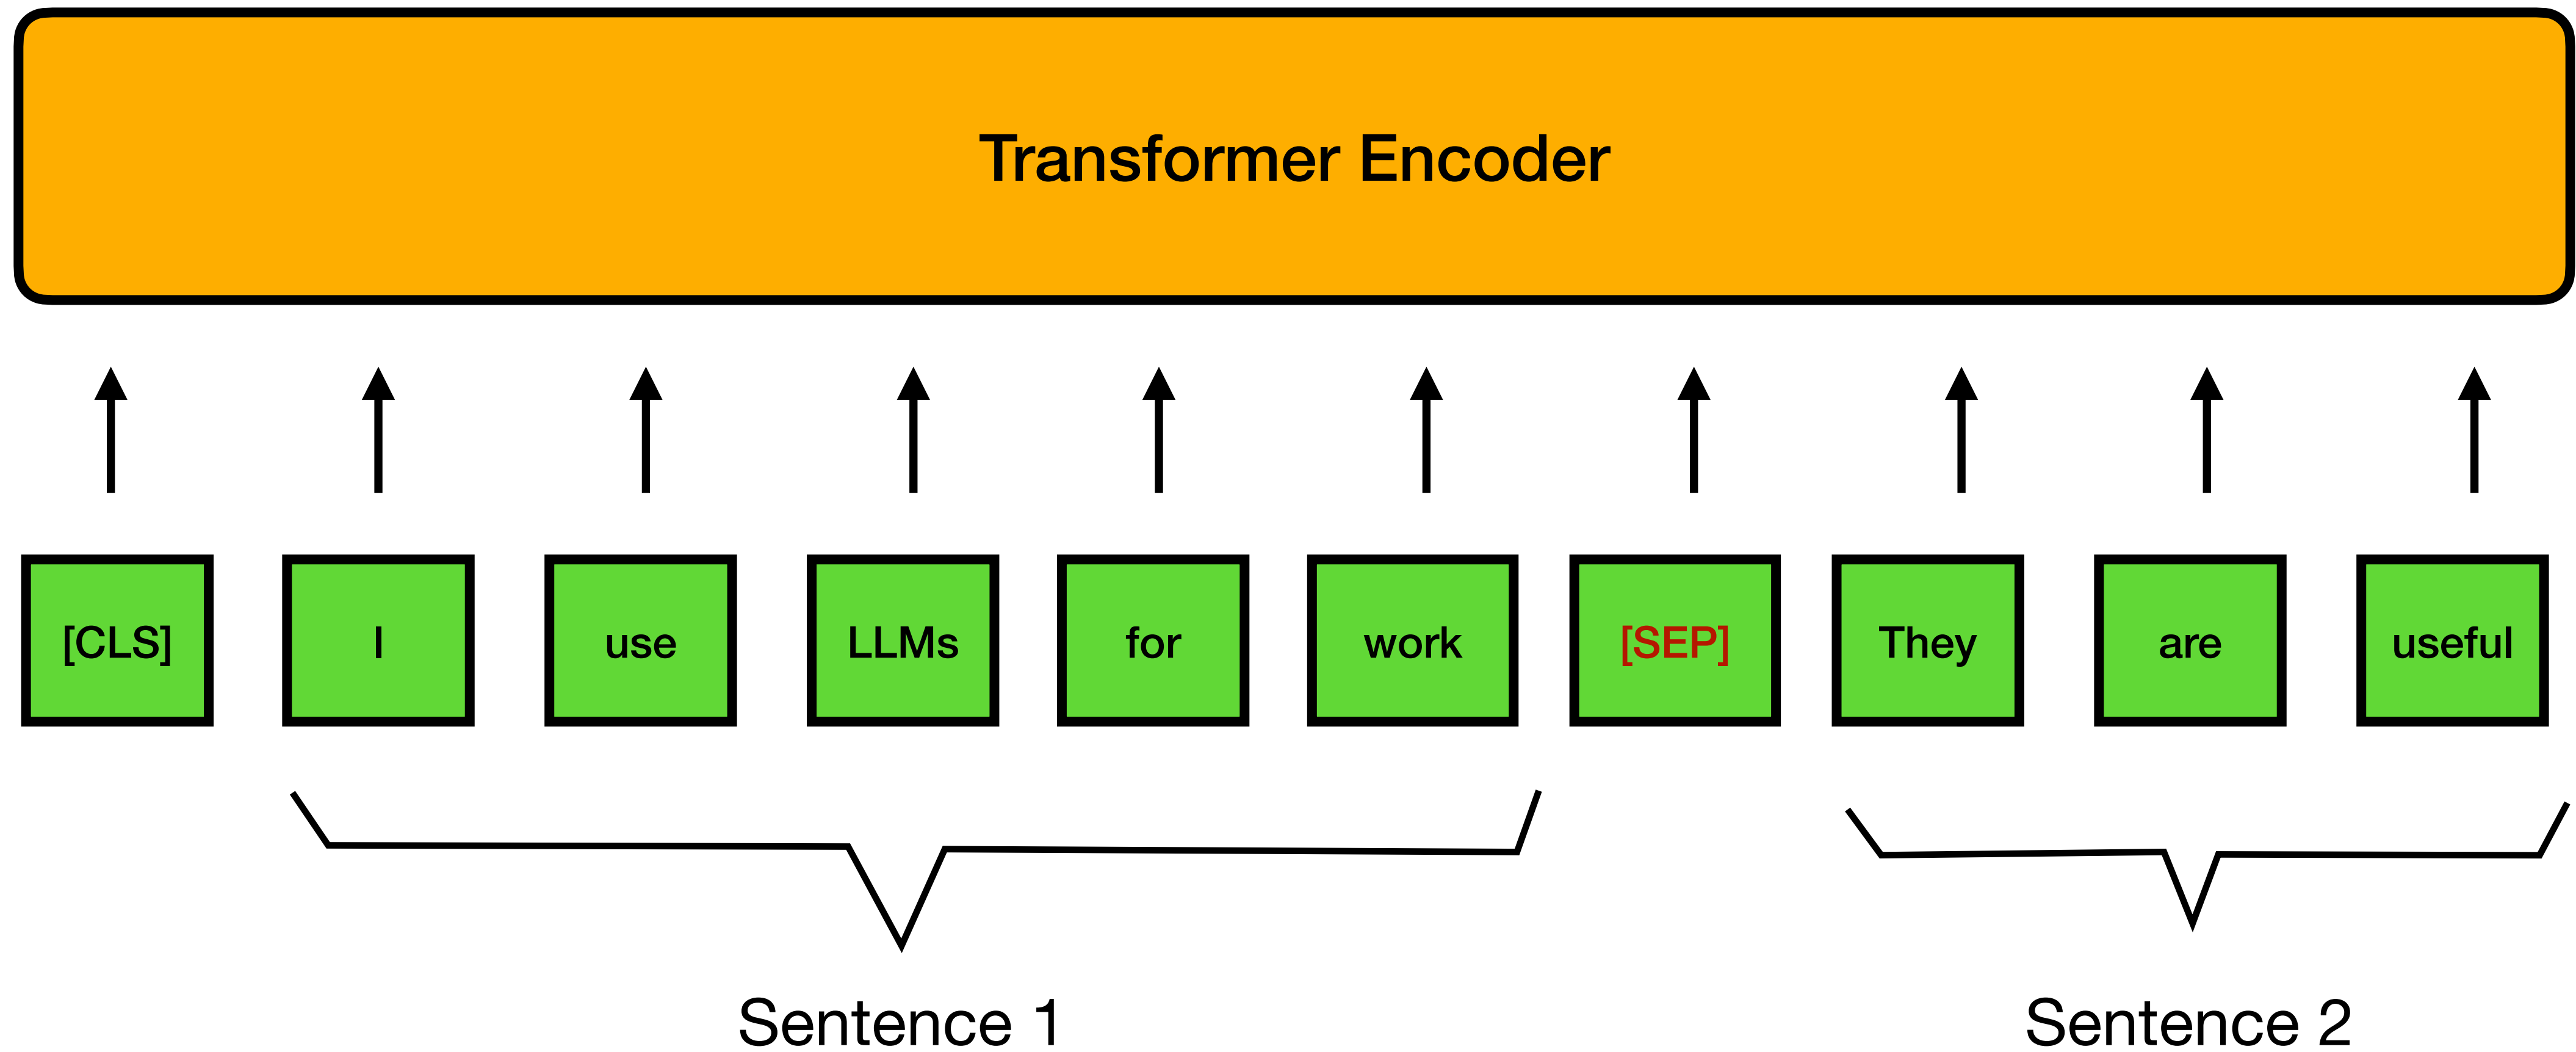 Transformer Encoder
[CLS] I use LLMs for work [SEP] They are useful
Sentence 1 Sentence 2